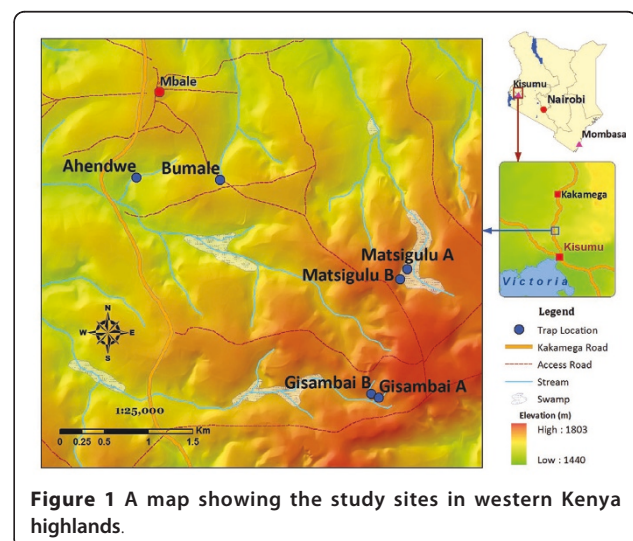 Mbale
Ahendwe
Bumale
Matsigulu A
Matsigulu B
Gisambai B
Gisambai A
N
W E
S
1:25,000
Km
0 0.25 0.5 1 1.5
Kisumu
Nairobi
Mombasa
Kakamega
Kisumu
Victoria
Legend
Trap Location
Kakamega Road
Access Road
Stream
Swamp
Elevation (m)
High : 1803
Low : 1440
Figure 1 A map showing the study sites in western Kenya
highlands.